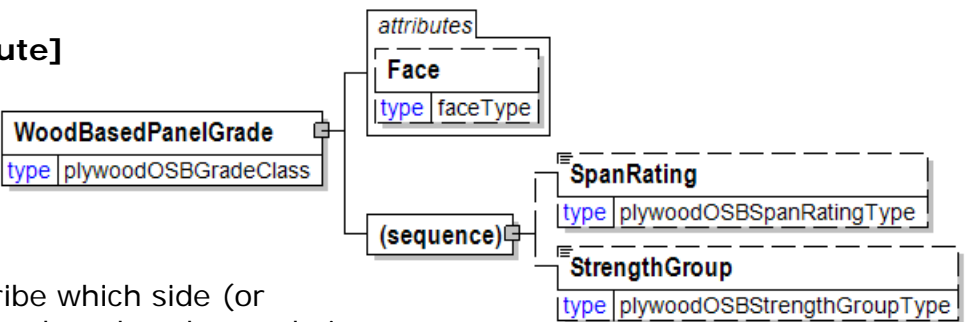 ute]
attributes
Face
type faceType
WoodBasedPanelGrade
type plywoodOSBGradeClass
SpanRating
type plywoodOSBSpanRatingType
(sequence)
StrengthGroup
type plywoodOSBStrengthGroupType
ribe which side (or